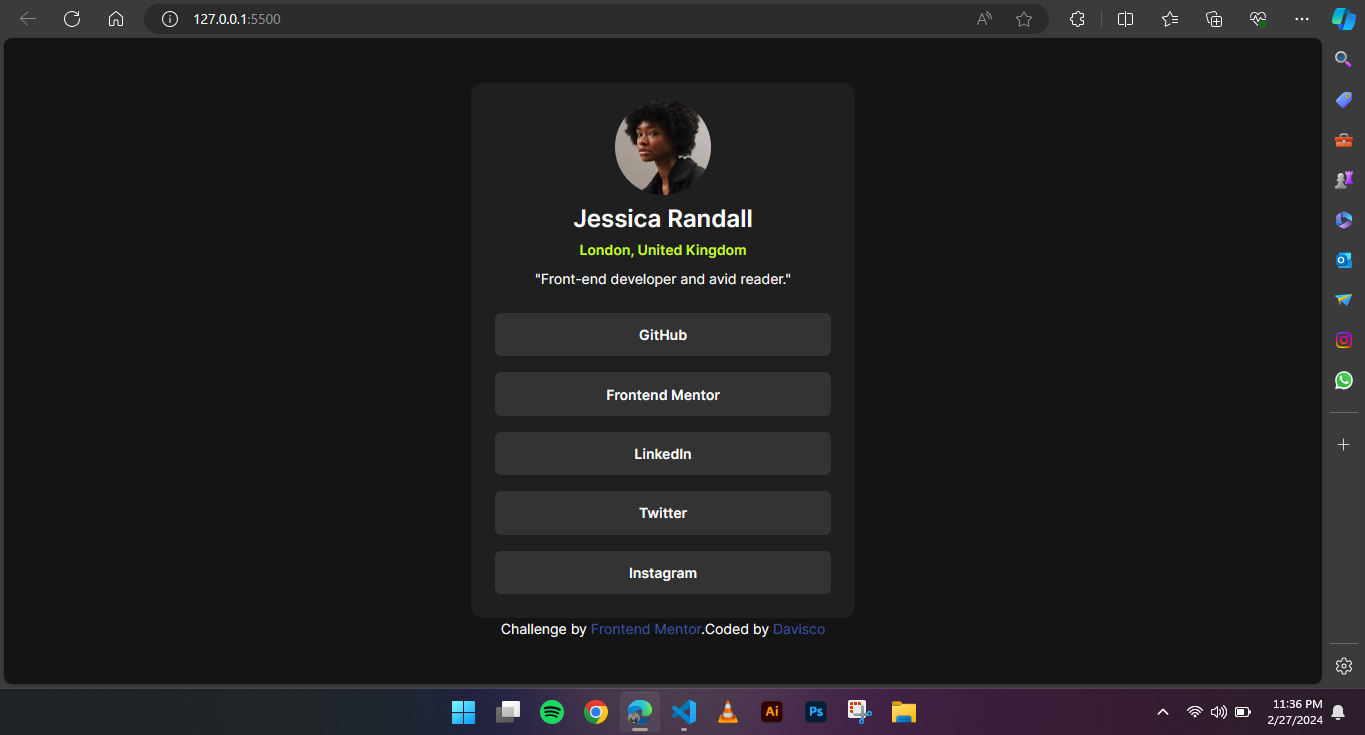 127.0.0.1:5500
Jessica Randall
London, United Kingdom
"Front-end developer and avid reader."
GitHub
Frontend Mentor
LinkedIn
Twitter
Instagram
Challenge by Frontend Mentor.Coded by Davisco
Ai
Ps
11:36 PM
2/27/2024